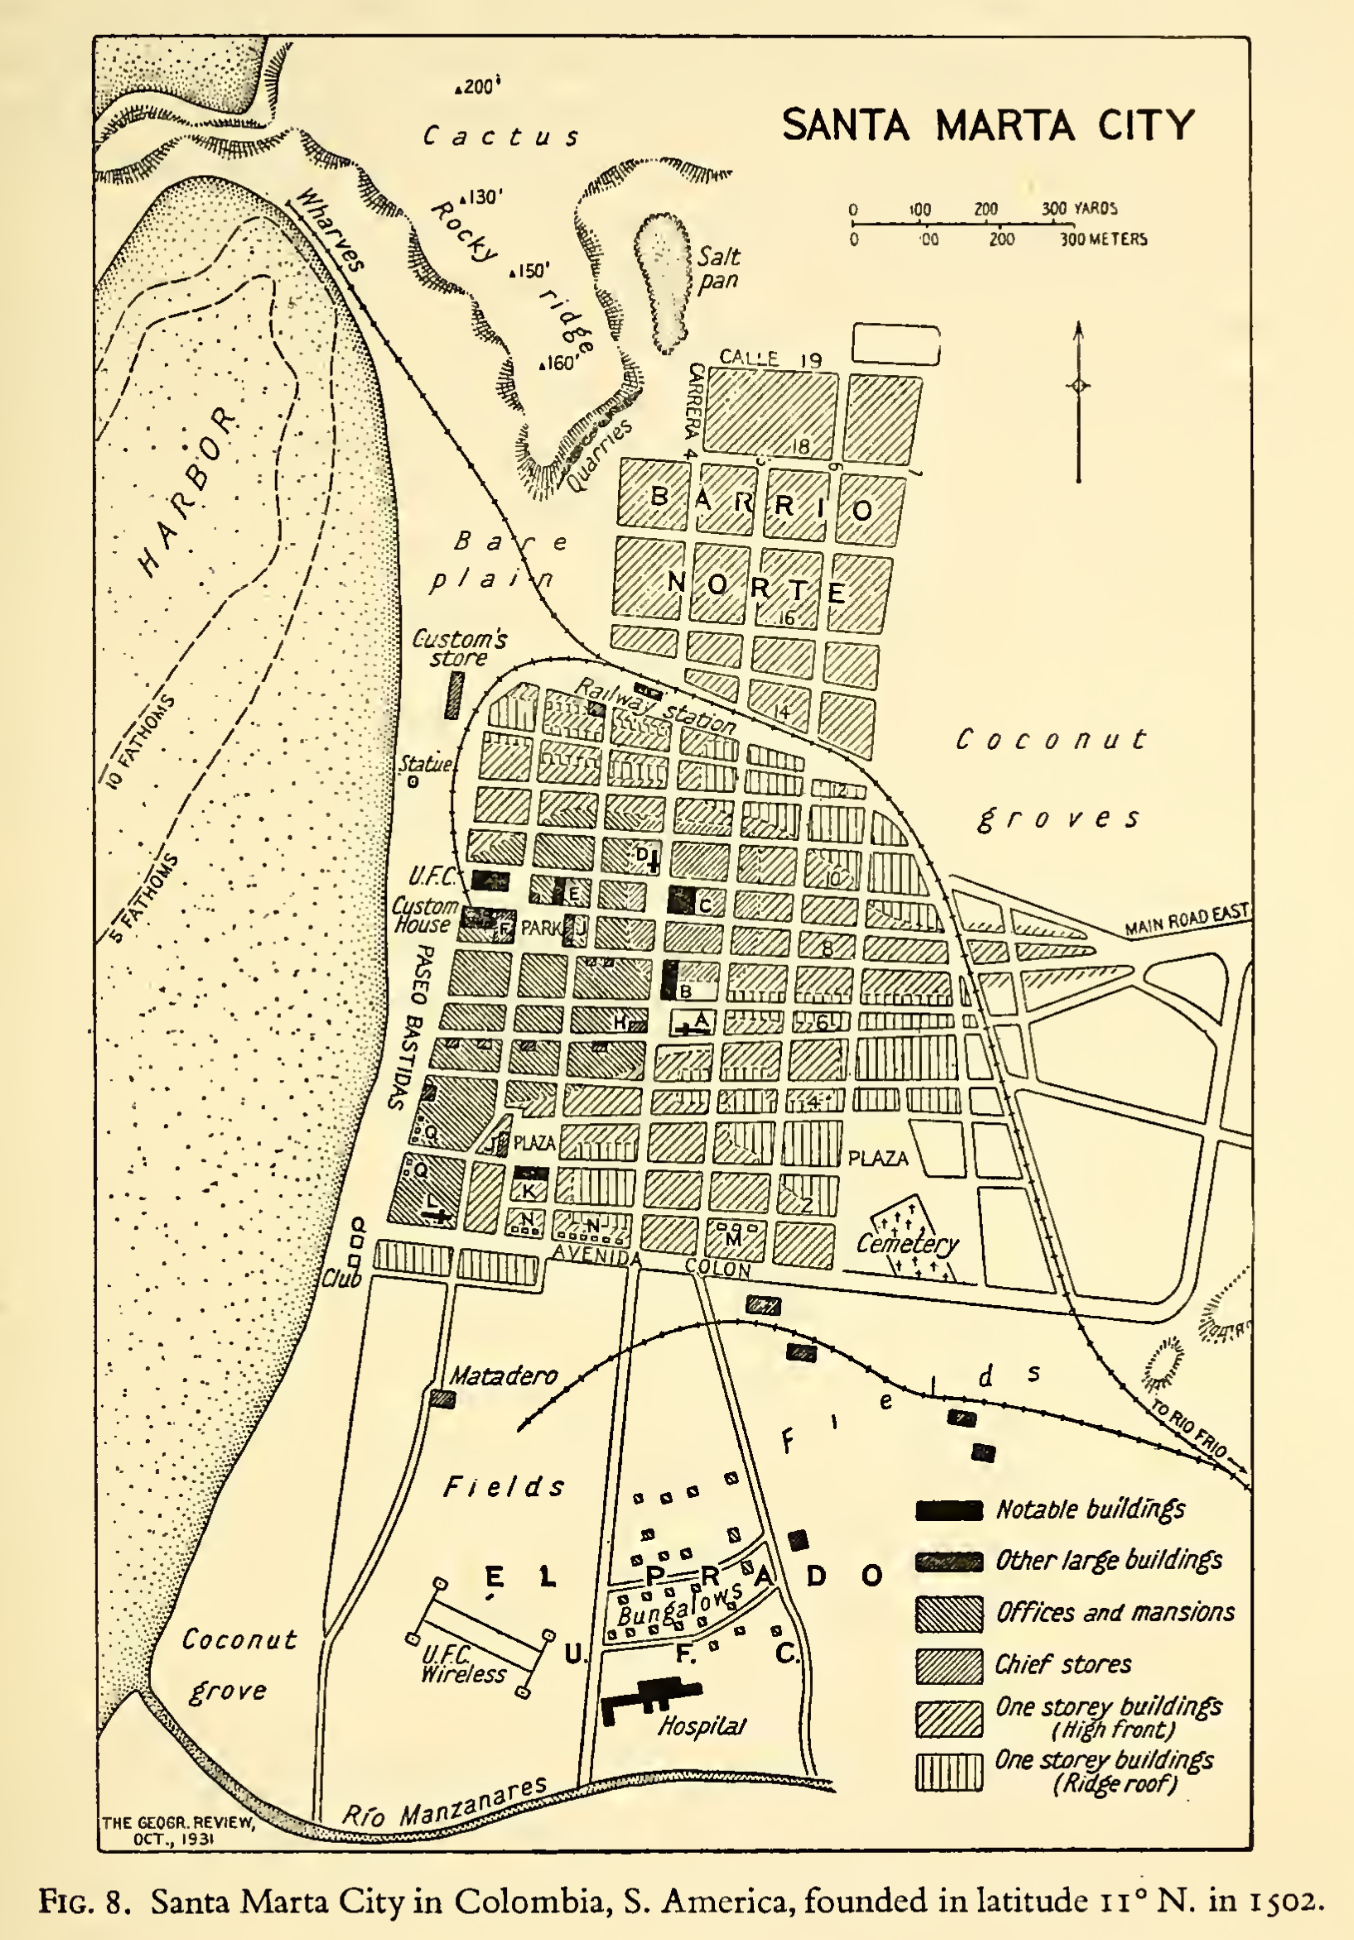 SANTA MARTA CITY
200'
Cactus
130'
Rocky ridge
150'
160'
Wharves
Salt
pan
0 100 200 300 YARDS
0 100 200 300 METERS
HARBOR
Quarries
CALLE 19
CARRERA 4
5
6
7
18
BARRIO
NORTE
16
14
Bare
plain
Custom's
store
Railway station
Statue
12
10 FATHOMS
5 FATHOMS
Coconut
groves
D
10
U.F.C.
E
C
Custom
House
F
PARK
J
8
MAIN ROAD EAST
PASEO BASTIDAS
B
H
A
6
4
Q
J
PLAZA
PLAZA
Q
K
2
L
N
N
M
Q
Club
AVENIDA COLON
Cemetery
Matadero
Fields
Fields
TO RIO FRIO
EL PRADO
Bungalows
U.F.C.
U.F.C.
Wireless
Hospital
Coconut
grove
Río Manzanares
Notable buildings
Other large buildings
Offices and mansions
Chief stores
One storey buildings
(High front)
One storey buildings
(Ridge roof)
THE GEOGR. REVIEW,
OCT., 1931
FIG. 8. Santa Marta City in Colombia, S. America, founded in latitude 11° N. in 1502.